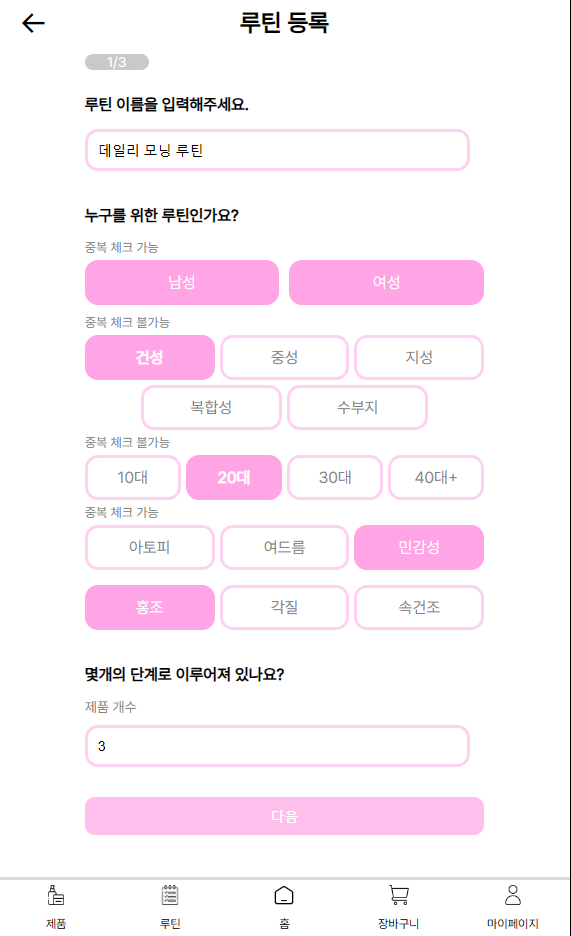 루틴 등록
1/3
루틴 이름을 입력해주세요.
데일리 모닝 루틴
누구를 위한 루틴인가요?
중복 체크 가능
남성 여성
중복 체크 불가능
건성 중성 지성
복합성 수부지
중복 체크 불가능
10대 20대 30대 40대+
중복 체크 가능
아토피 여드름 민감성
홍조 각질 속건조
몇개의 단계로 이루어져 있나요?
제품 개수
3
다음
제품 루틴 홈 장바구니 마이페이지